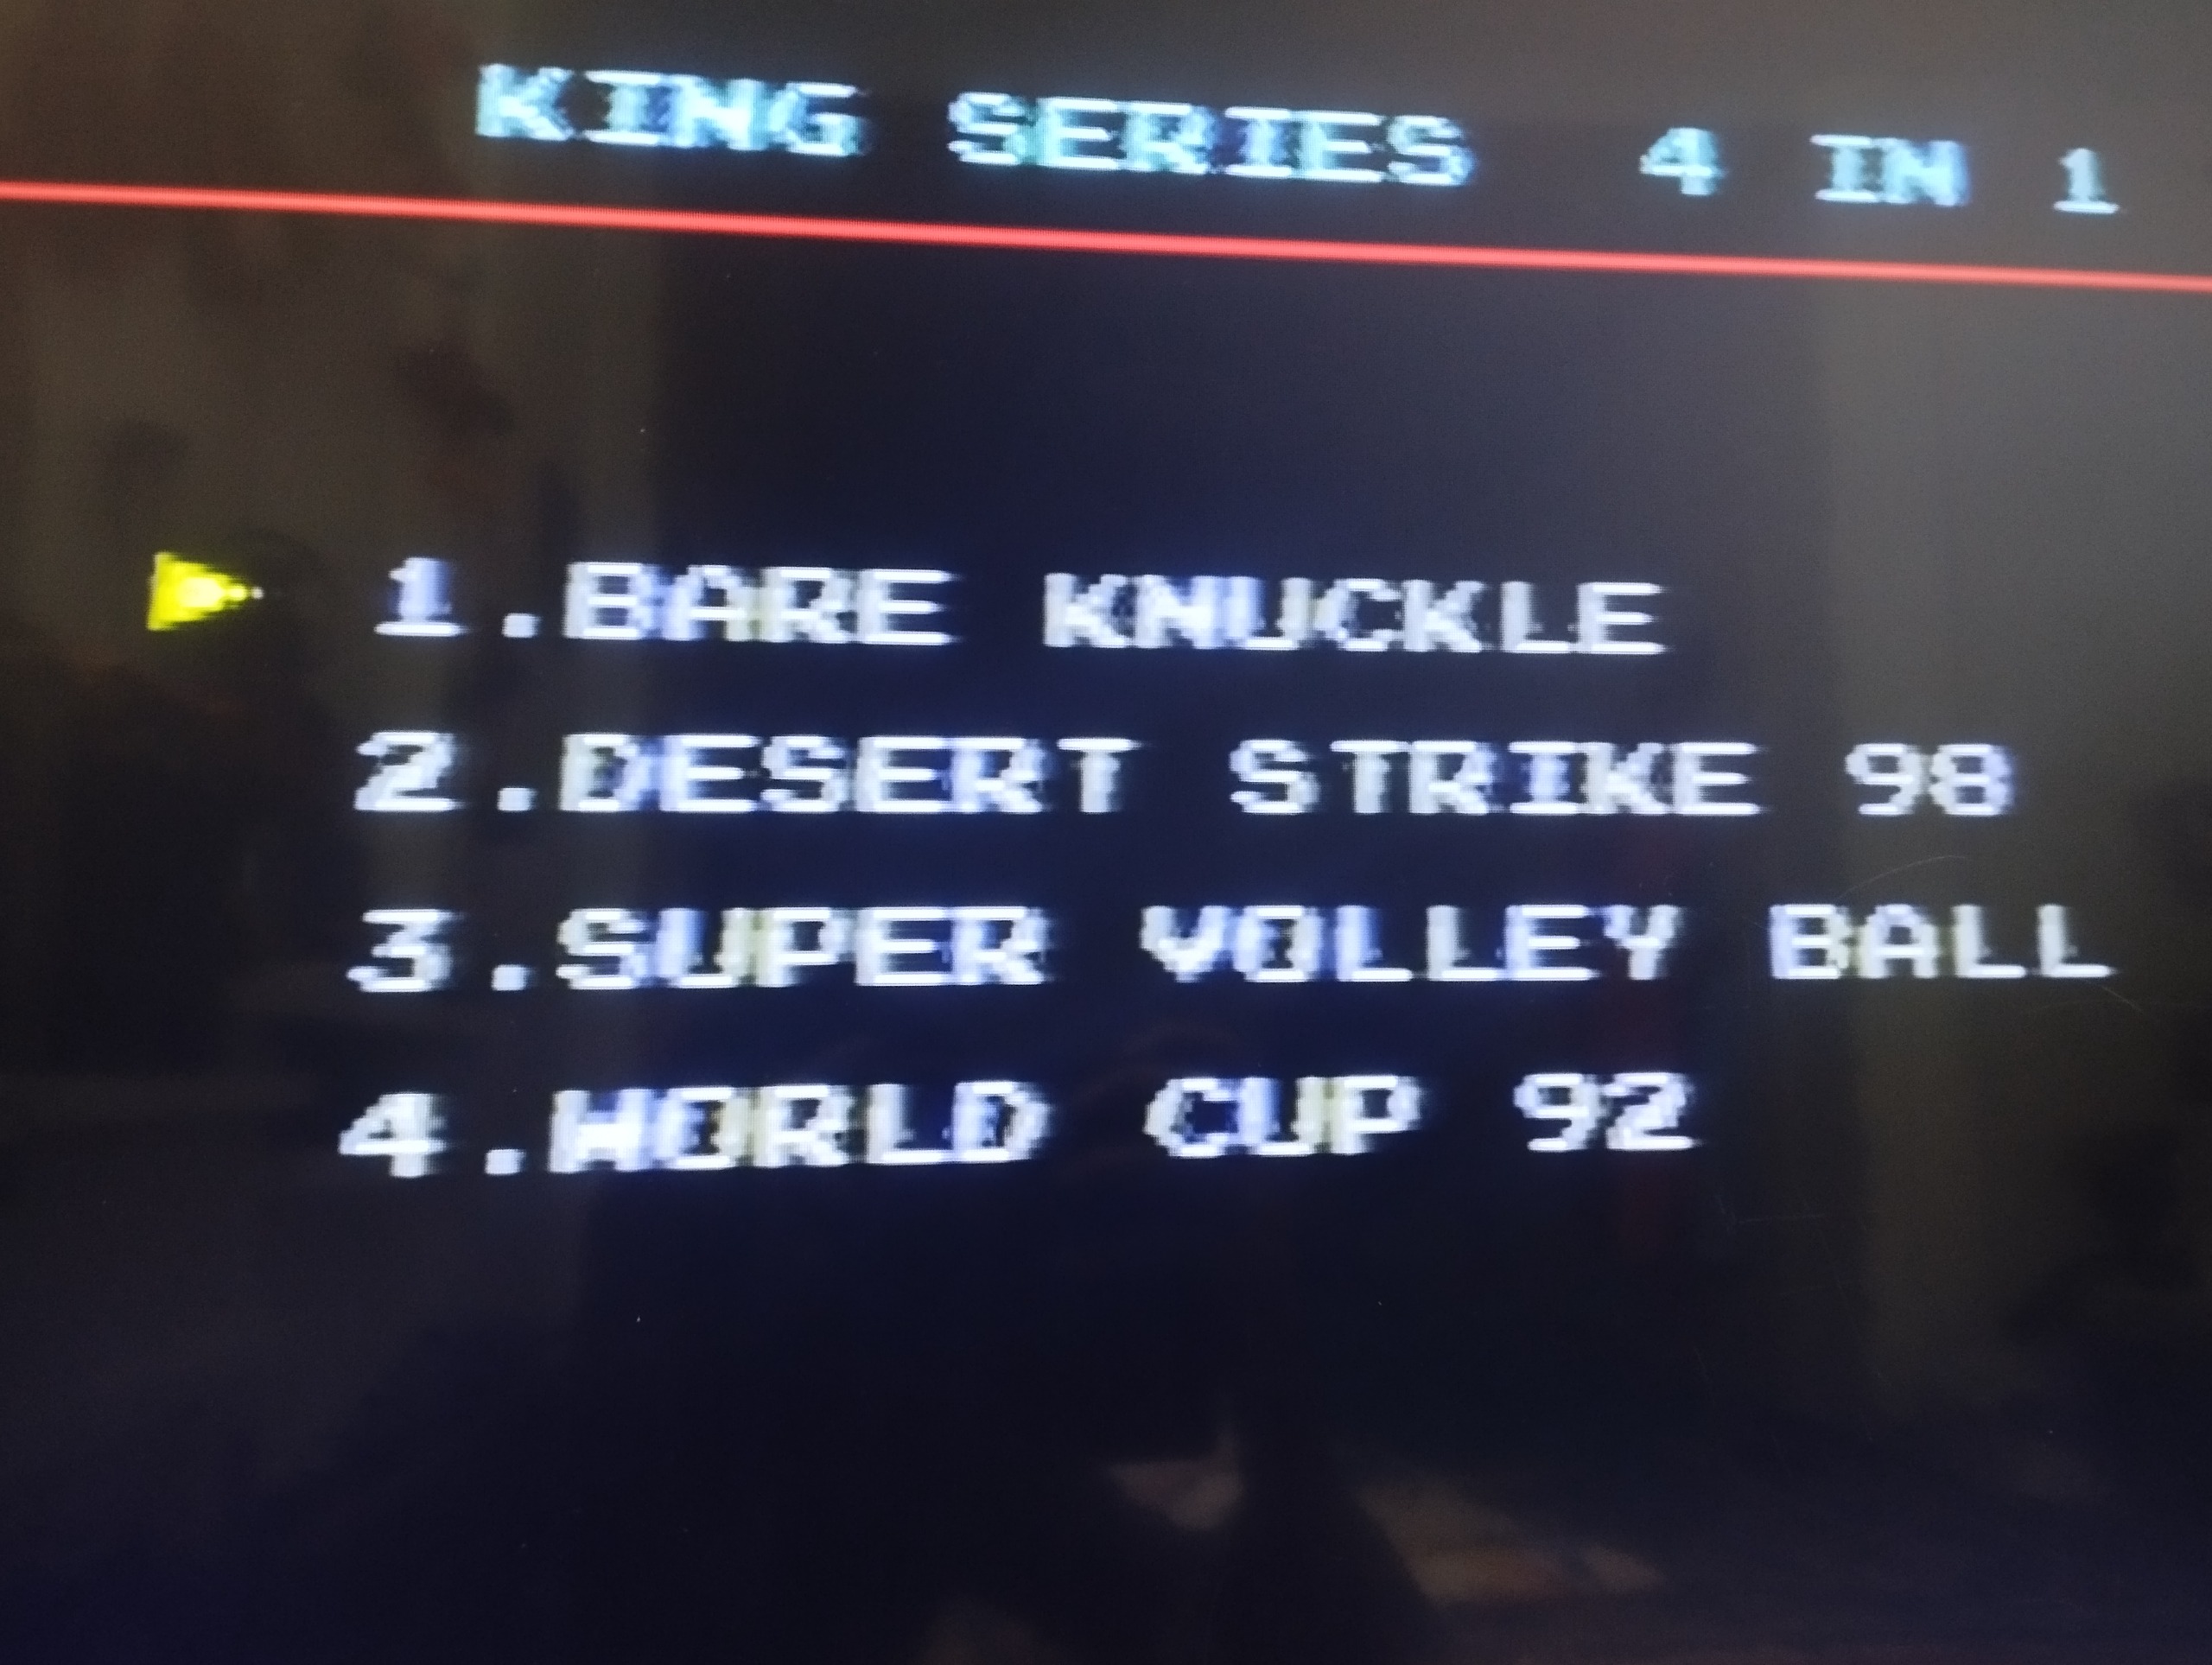 KING SERIES 4 IN 1
1.BARE KNUCKLE
2.DESERT STRIKE 98
3.SUPER VOLLEY BALL
4.WORLD CUP 92